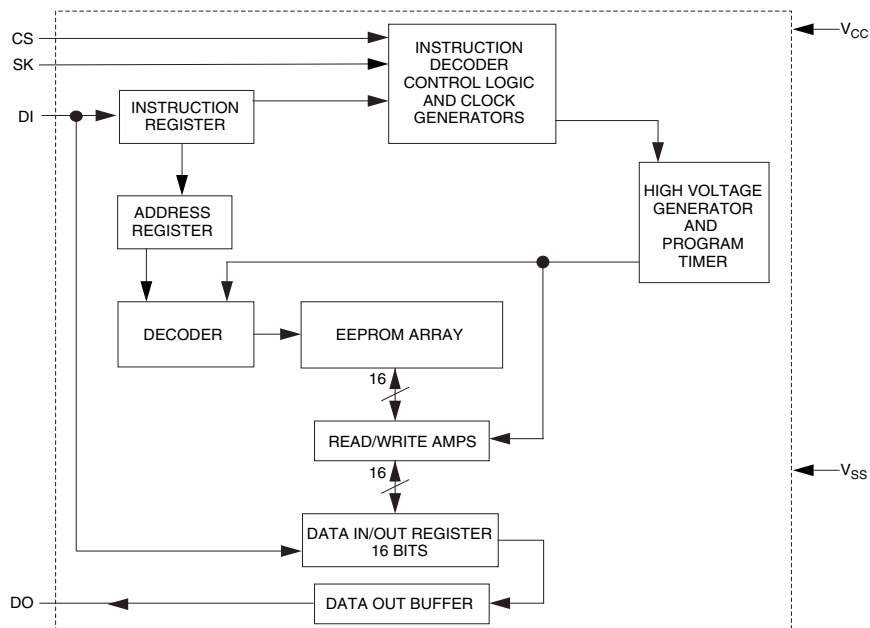 CS
SK
DI
INSTRUCTION
REGISTER
INSTRUCTION
DECODER
CONTROL LOGIC
AND CLOCK
GENERATORS
VCC
ADDRESS
REGISTER
HIGH VOLTAGE
GENERATOR
AND
PROGRAM
TIMER
DECODER
EEPROM ARRAY
16
READ/WRITE AMPS
16
VSS
DATA IN/OUT REGISTER
16 BITS
DO
DATA OUT BUFFER